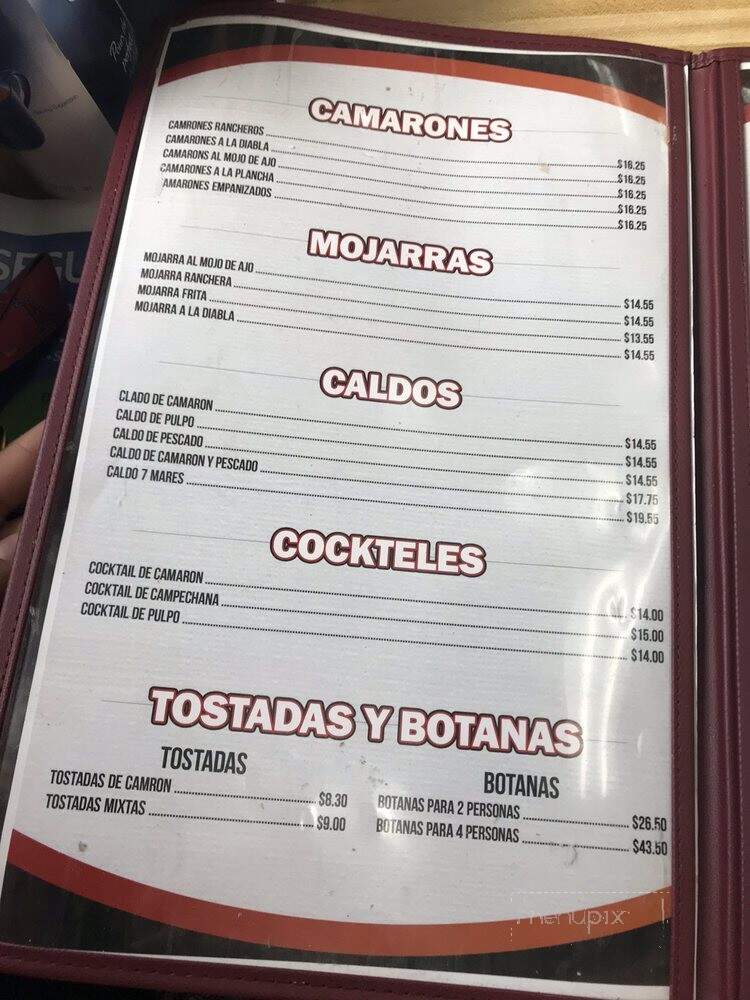 CAMARONES
CAMRONES RANCHEROS $16.25
CAMARONES A LA DIABLA $16.25
CAMARONS AL MOJO DE AJO $16.25
CAMARONES A LA PLANCHA $16.25
AMARONES EMPANIZADOS $16.25
MOJARRAS
MOJARRA AL MOJO DE AJO $14.55
MOJARRA RANCHERA $14.55
MOJARRA FRITA $13.55
MOJARRA A LA DIABLA $14.55
CALDOS
CLADO DE CAMARON $14.55
CALDO DE PULPO $14.55
CALDO DE PESCADO $14.55
CALDO DE CAMARON Y PESCADO $17.75
CALDO 7 MARES $19.55
COCKTELES
COCKTAIL DE CAMARON $14.00
COCKTAIL DE CAMPECHANA $15.00
COCKTAIL DE PULPO $14.00
TOSTADAS Y BOTANAS
TOSTADAS
TOSTADAS DE CAMRON $8.30
TOSTADAS MIXTAS $9.00
BOTANAS
BOTANAS PARA 2 PERSONAS $26.50
BOTANAS PARA 4 PERSONAS $43.50
menupix
SEGU